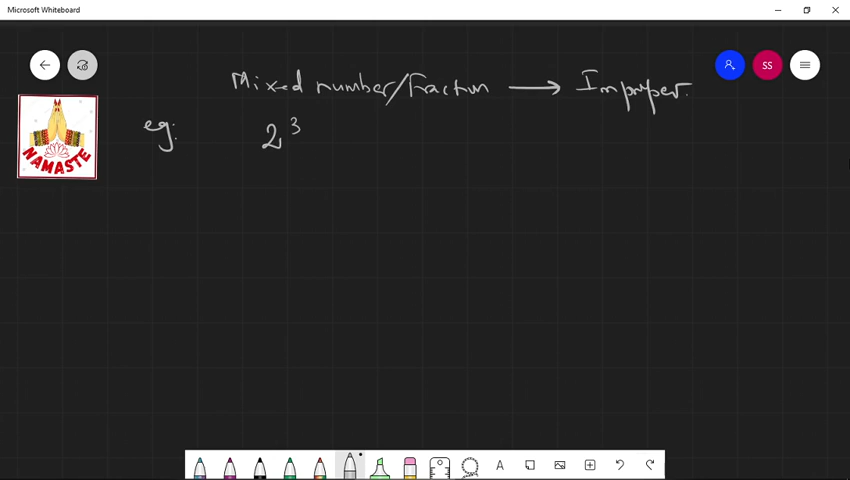 Microsoft Whiteboard
SS
Mixed number/Fraction → Improper.
eg: 2 3
NAMASTE
A